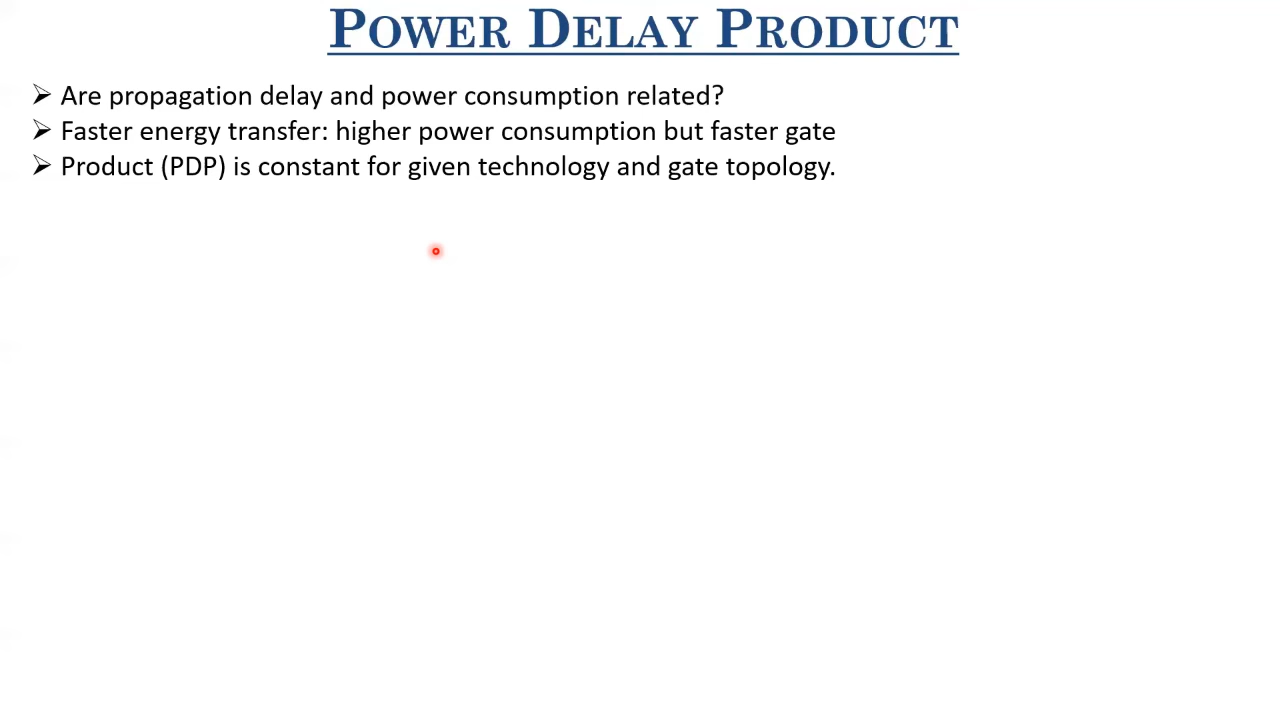 POWER DELAY PRODUCT
➢ Are propagation delay and power consumption related?
➢ Faster energy transfer: higher power consumption but faster gate
➢ Product (PDP) is constant for given technology and gate topology.